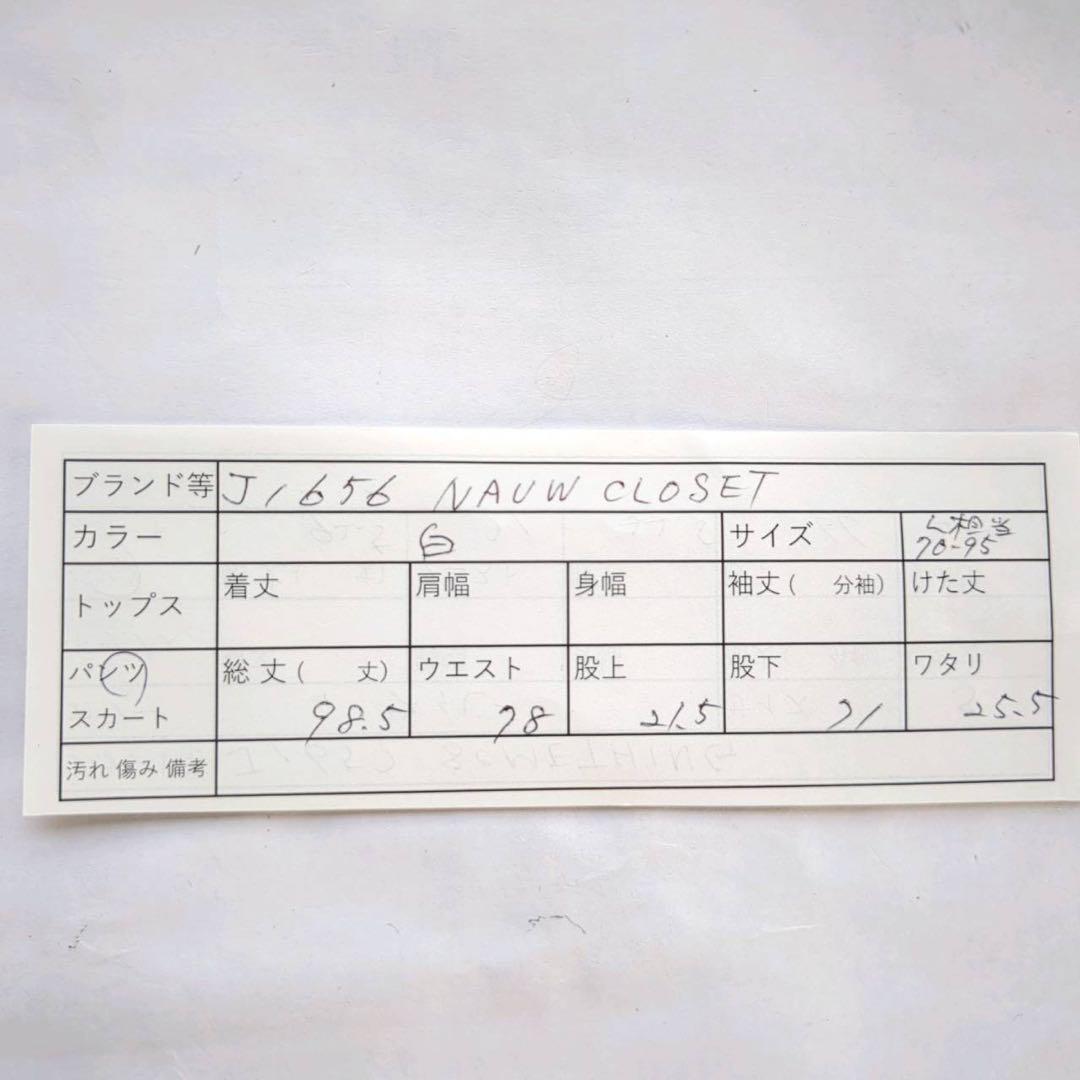 ブランド等 J1656 NAUW CLOSET
カラー 白 サイズ L相当
70-95
トップス 着丈 肩幅 身幅 袖丈( 分袖) けた丈
パンツ 総丈( 丈) ウエスト 股上 股下 ワタリ
スカート 98.5 78 21.5 71 25.5
汚れ 傷み 備考